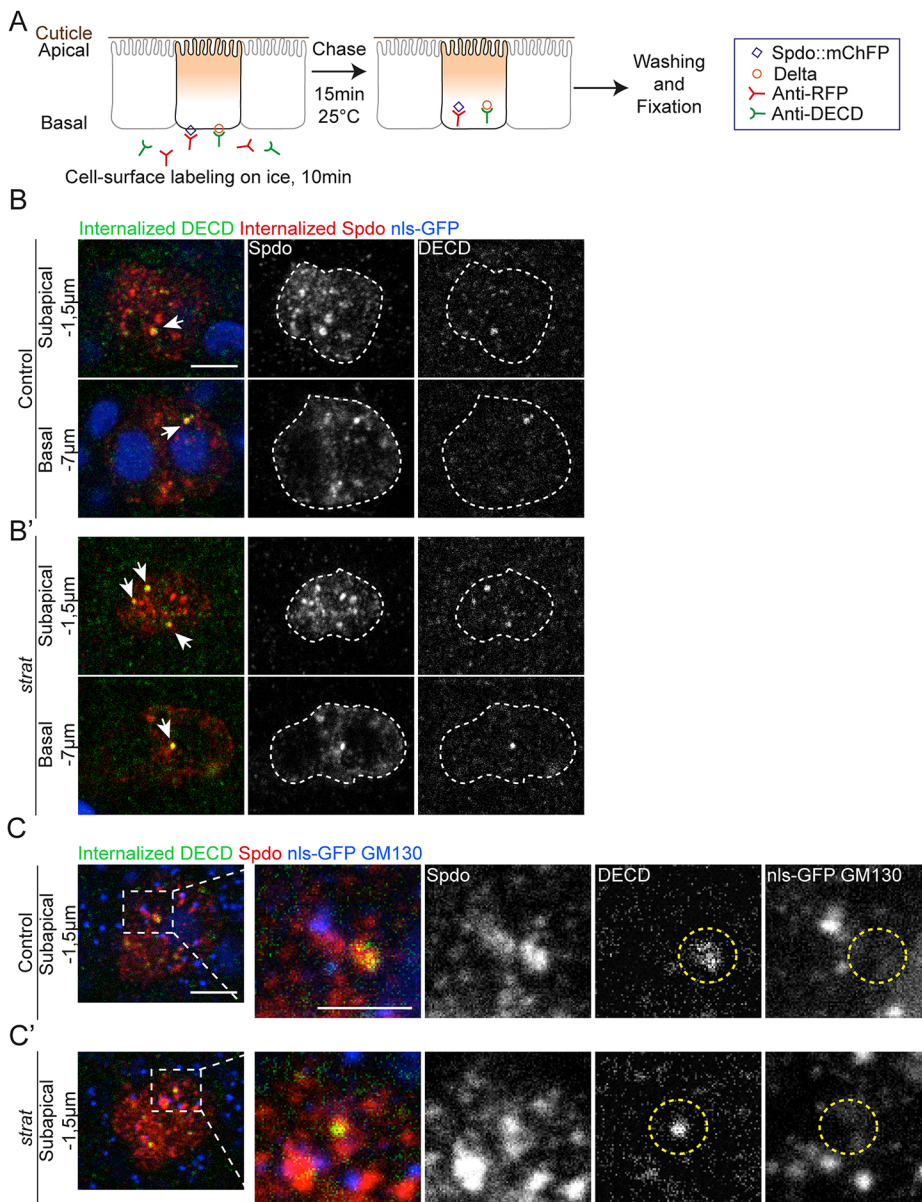 A
Cuticle
Apical
Basal
Chase
15min
25°C
Washing
and
Fixation
Spdo::mChFP
Delta
Anti-RFP
Anti-DECD
Cell-surface labeling on ice, 10min
B
Internalized DECD Internalized Spdo nls-GFP
Spdo
DECD
Control
Subapical
-1,5µm
Basal
-7µm
B'
strat
Subapical
-1,5µm
Basal
-7µm
C
Internalized DECD Spdo nls-GFP GM130
Control
Subapical
-1,5µm
Spdo
DECD
nls-GFP GM130
C'
strat
Subapical
-1,5µm